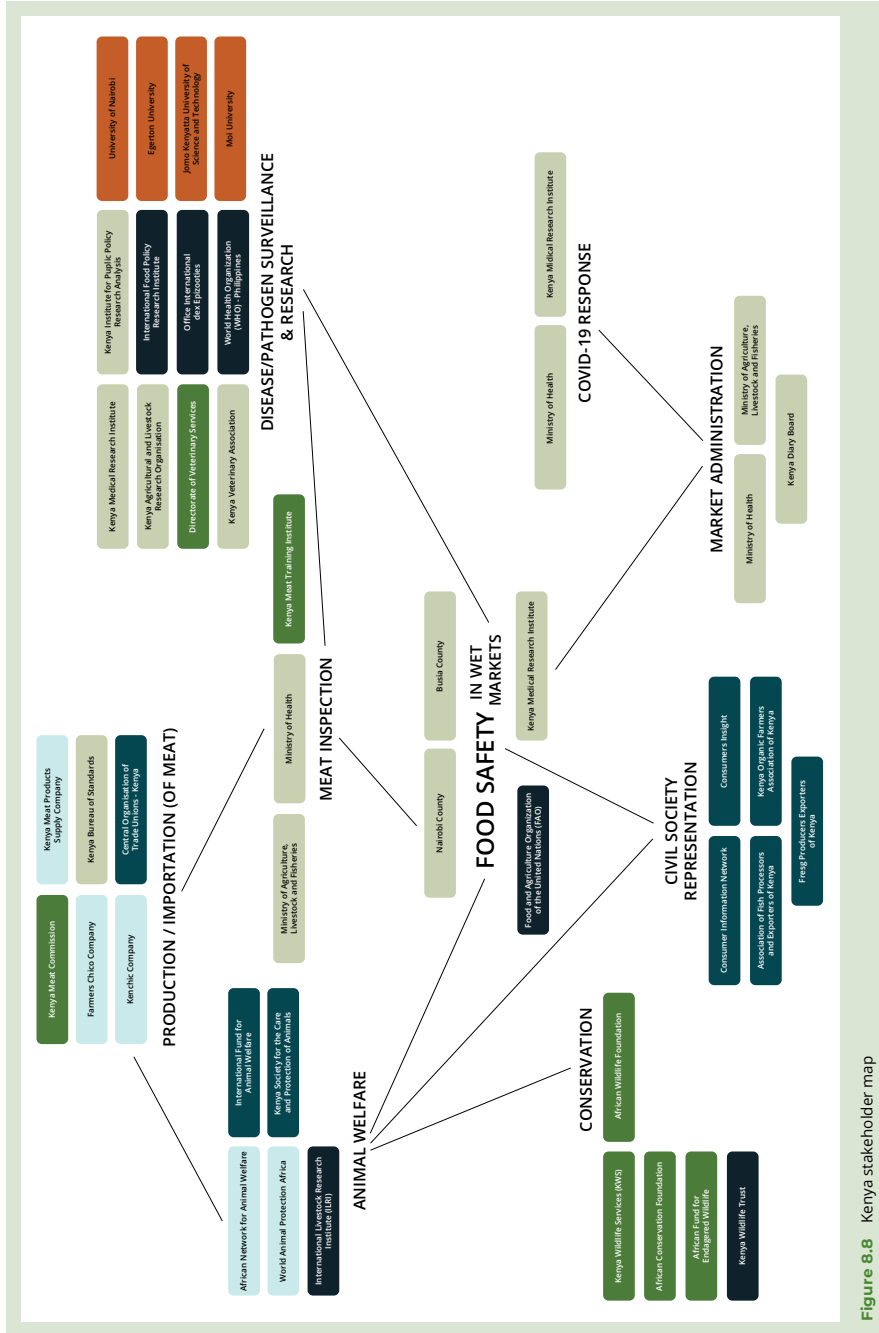 Kenya Meat Commission
Farmers Chico Company
Kenchic Company
Kenya Meat Products
Supply Company
Kenya Bureau of Standards
Central Organisation of
Trade Unions - Kenya
PRODUCTION / IMPORTATION (OF MEAT)
Kenya Medical Research Institute
Kenya Agricultural and Livestock
Research Organisation
Directorate of Veterinary Services
Kenya Veterinary Association
Kenya Institute for Puplic Policy
Research Analysis
International Food Policy
Research Institute
Office International
dex Epizooties
World Health Organization
(WHO) - Philippines
University of Nairobi
Egerton University
Jomo Kenyatta University of
Science and Technology
Moi University
DISEASE/PATHOGEN SURVEILLANCE
& RESEARCH
African Network for Animal Welfare
World Animal Protection Africa
International Livestock Research
Institute (ILRI)
International Fund for
Animal Welfare
Kenya Society for the Care
and Protection of Animals
ANIMAL WELFARE
Ministry of Agriculture,
Livestock and Fisheries
Ministry of Health
Kenya Meat Training Institute
MEAT INSPECTION
Nairobi County
Busia County
FOOD SAFETY
IN WET
MARKETS
Food and Agriculture Organization
of the United Nations (FAO)
Kenya Medical Research Institute
Ministry of Health
Kenya Midical Research Institute
COVID-19 RESPONSE
CONSERVATION
Kenya Wildlife Services (KWS)
African Wildlife Foundation
African Conservation Foundation
African Fund for
Endagered Wildlife
Kenya Wildlife Trust
CIVIL SOCIETY
REPRESENTATION
Consumer Information Network
Consumers Insight
Association of Fish Processors
and Exporters of Kenya
Kenya Organic Farmers
Association of Kenya
Fresg Producers Exporters
of Kenya
MARKET ADMINISTRATION
Ministry of Health
Ministry of Agriculture,
Livestock and Fisheries
Kenya Diary Board
Figure 8.8 Kenya stakeholder map